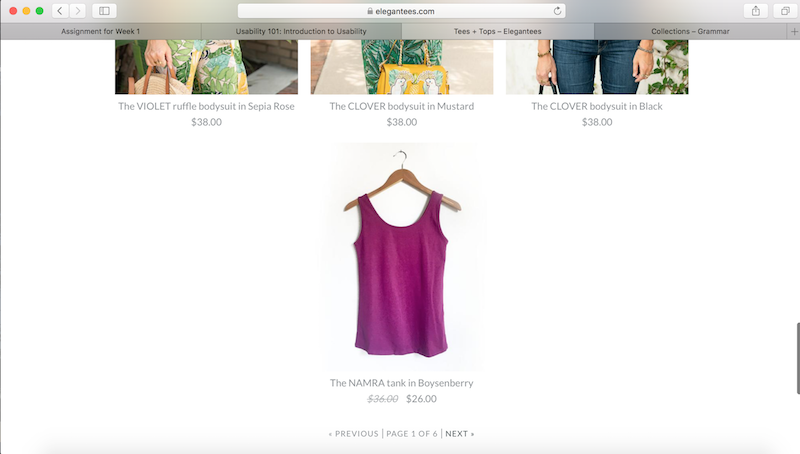 elegantees.com
Assignment for Week 1
Usability 101: Introduction to Usability
Tees + Tops – Elegantees
Collections – Grammar
The VIOLET ruffle bodysuit in Sepia Rose
$38.00
The CLOVER bodysuit in Mustard
$38.00
The CLOVER bodysuit in Black
$38.00
The NAMRA tank in Boysenberry
$36.00 $26.00
« PREVIOUS | PAGE 1 OF 6 | NEXT »